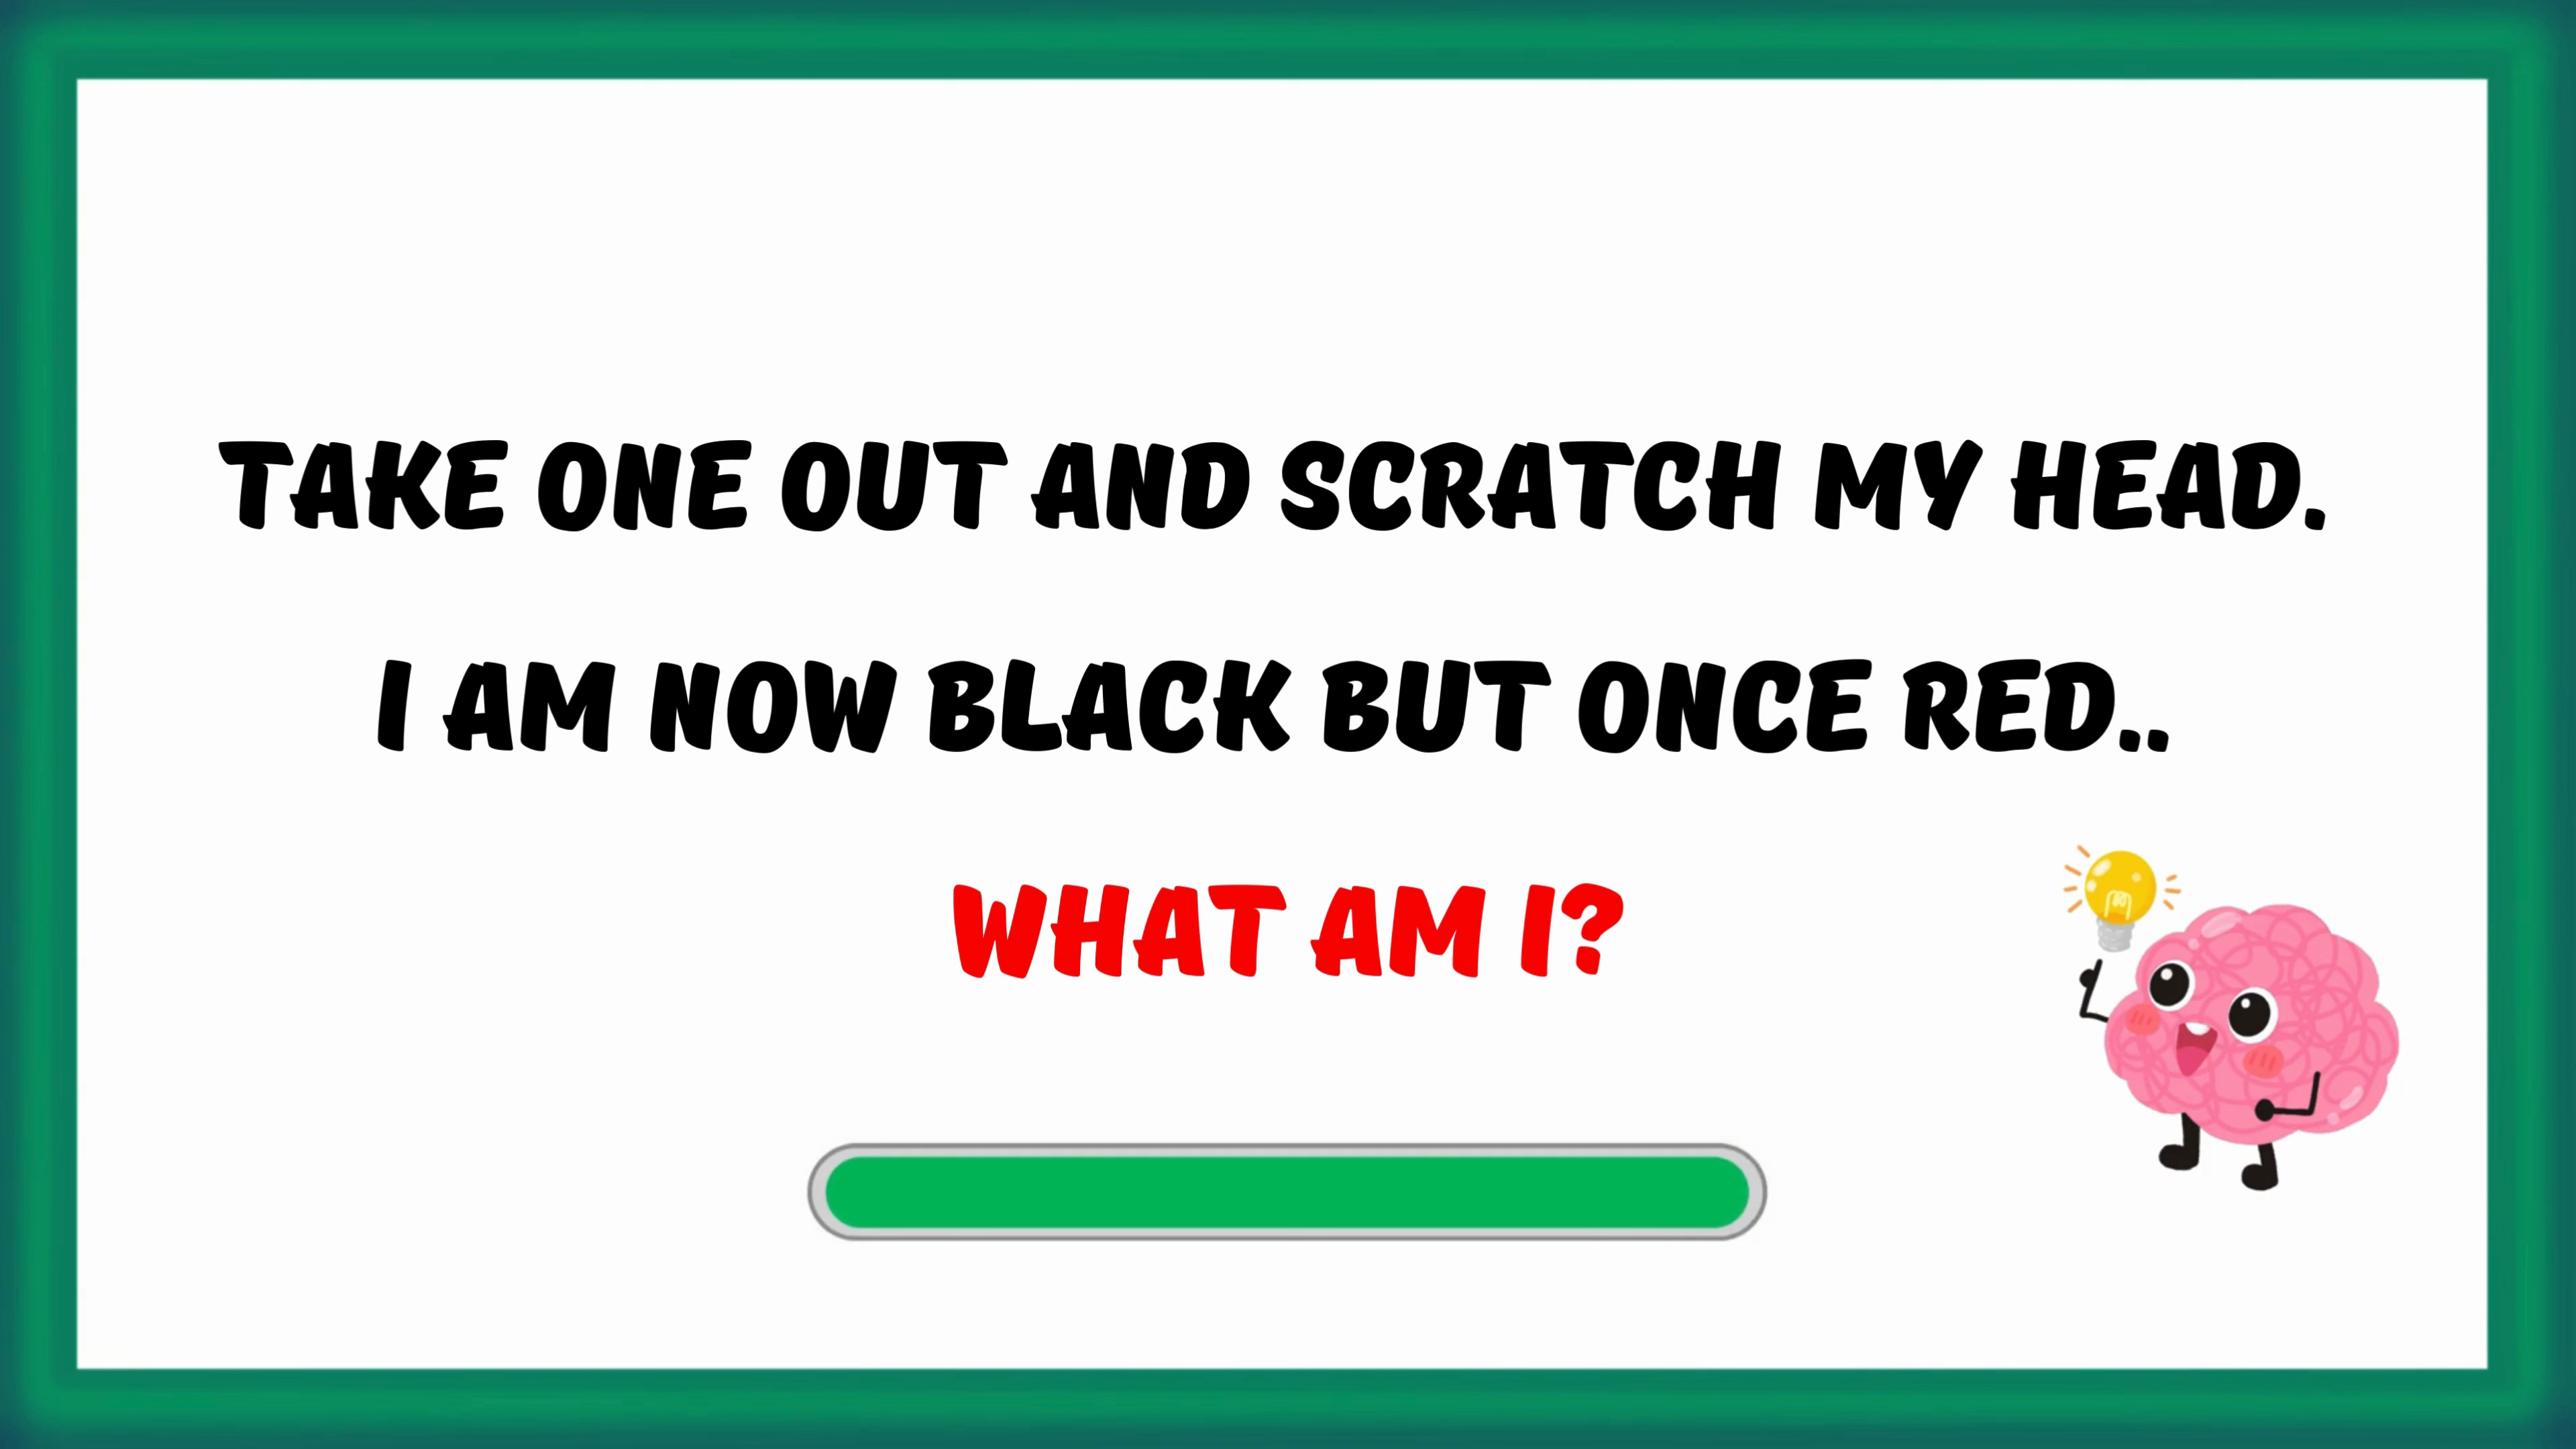 TAKE ONE OUT AND SCRATCH MY HEAD.
I AM NOW BLACK BUT ONCE RED..
WHAT AM I?